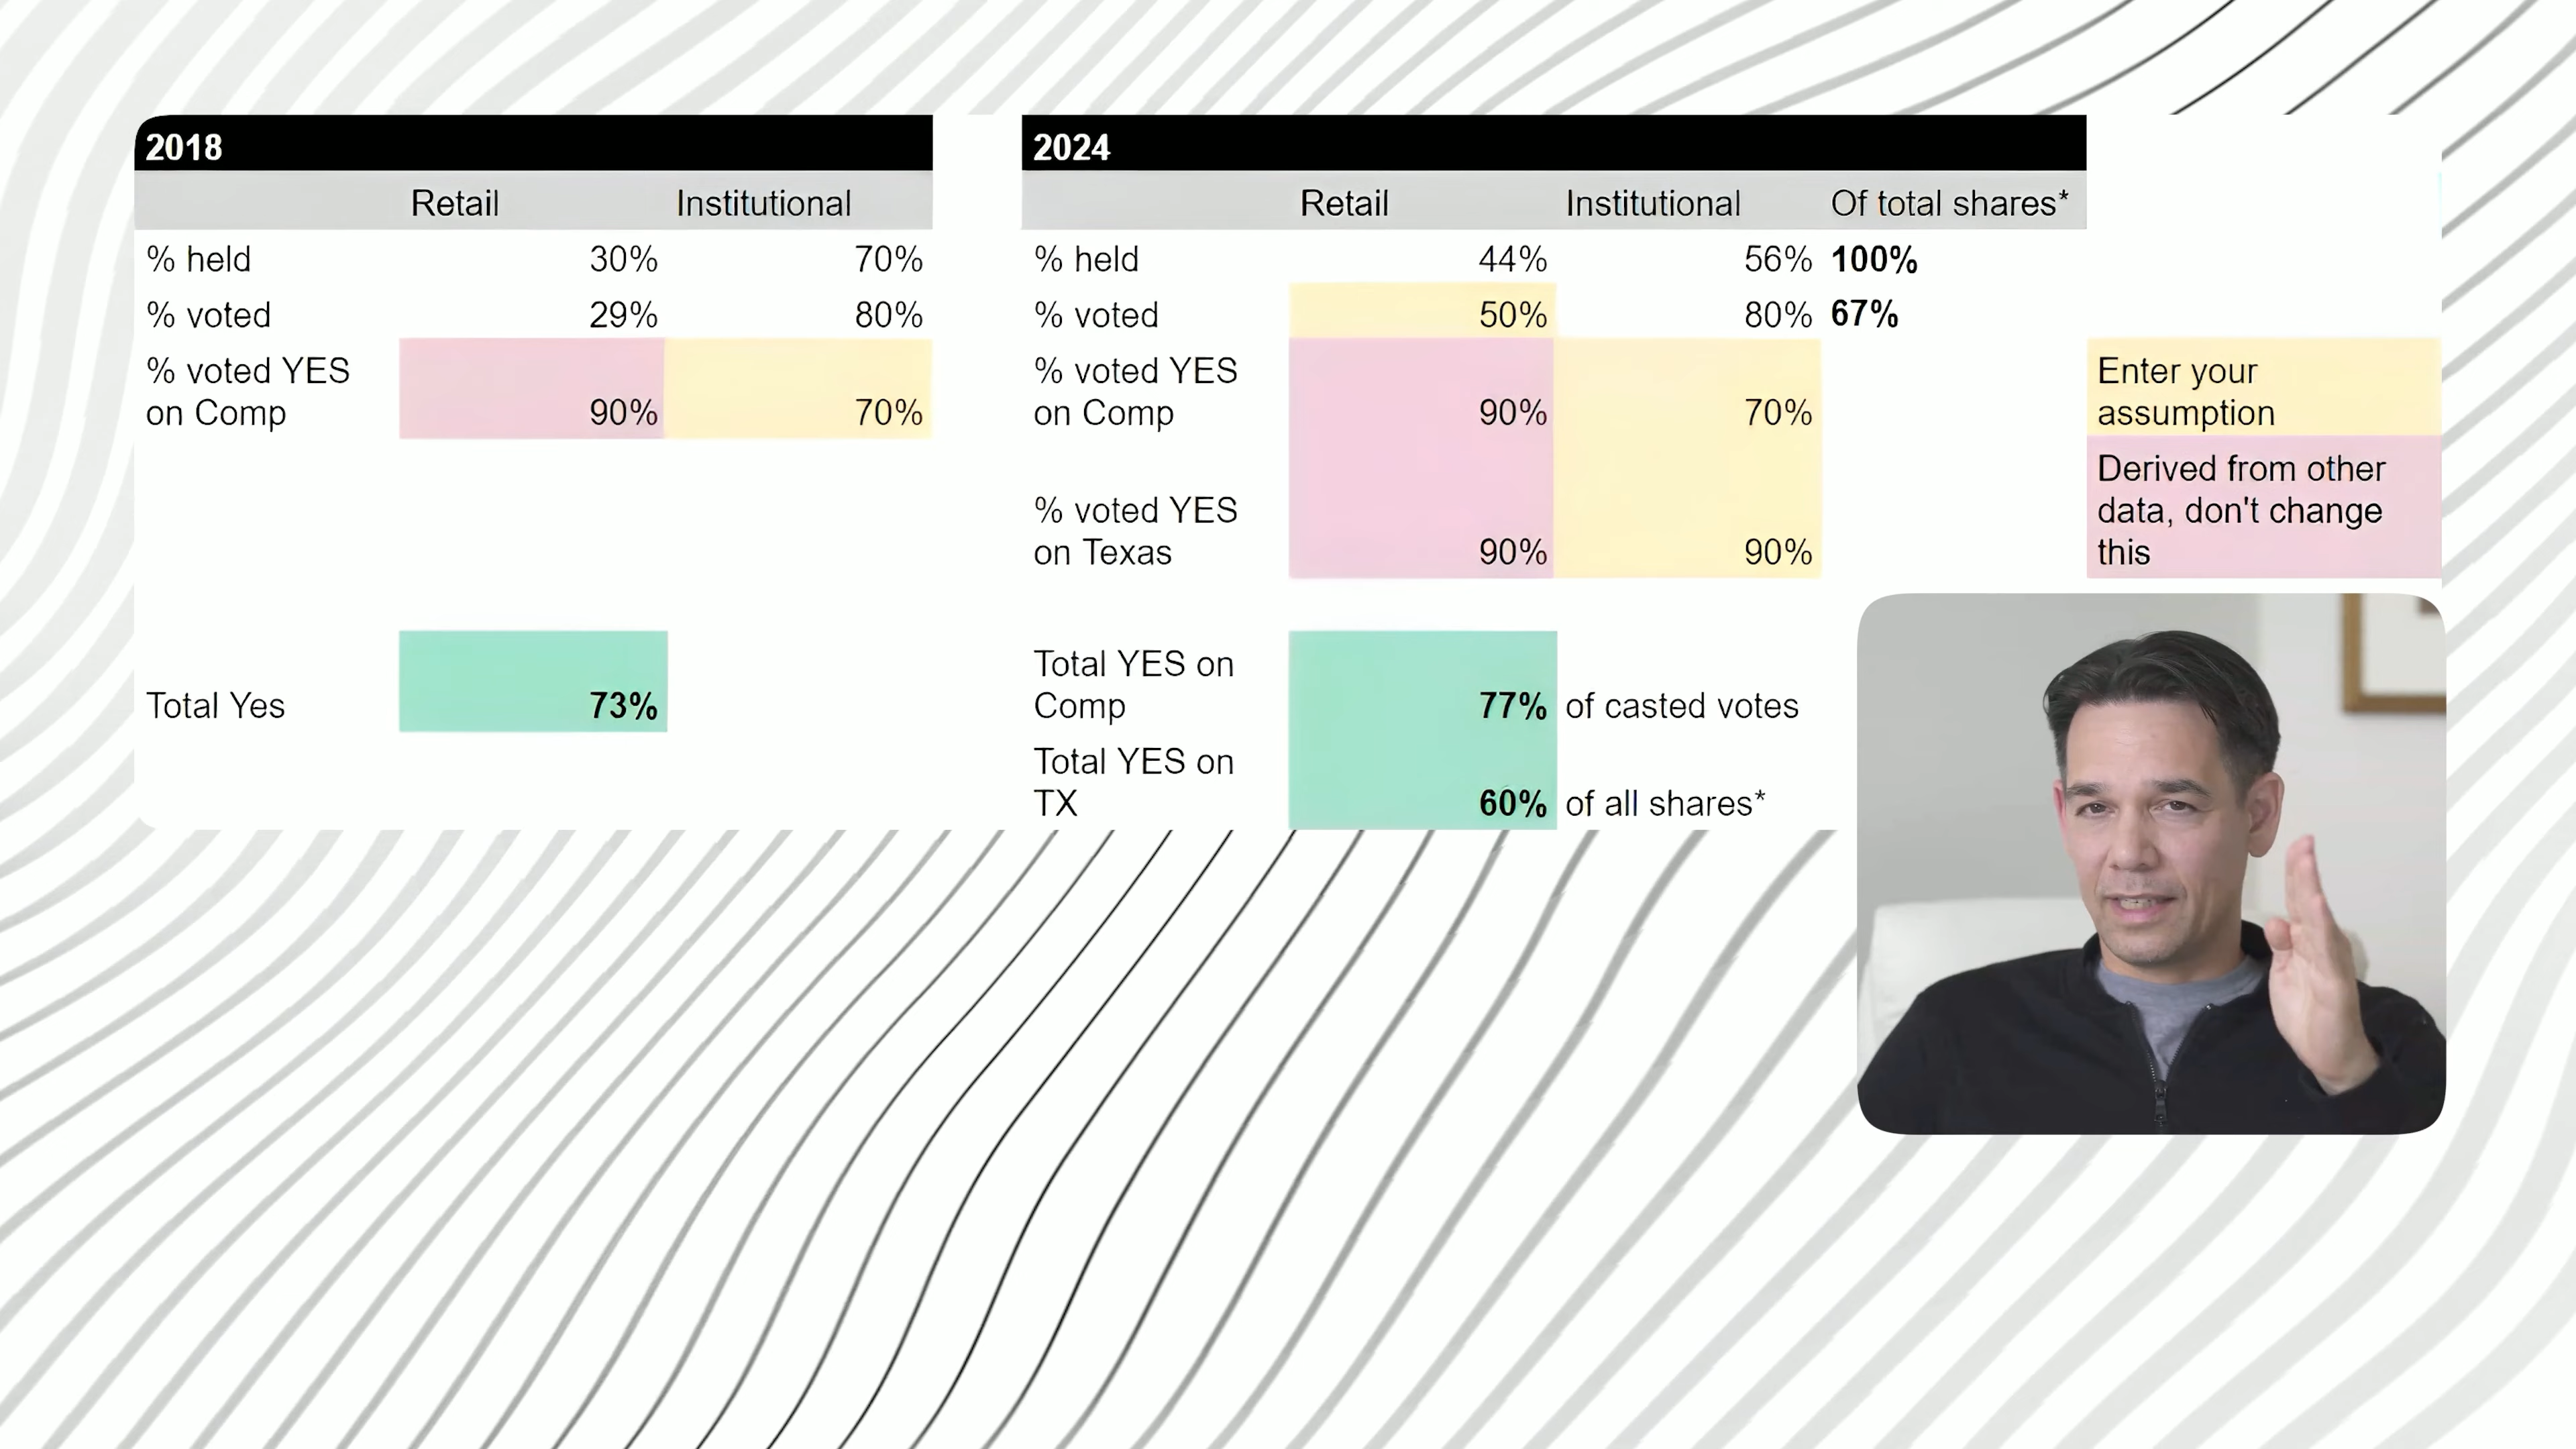 2018
Retail Institutional
% held 30% 70%
% voted 29% 80%
% voted YES
on Comp 90% 70%
Total Yes 73%
2024
Retail Institutional Of total shares*
% held 44% 56% 100%
% voted 50% 80% 67%
% voted YES
on Comp 90% 70%
% voted YES
on Texas 90% 90%
Total YES on
Comp 77% of casted votes
Total YES on
TX 60% of all shares*
Enter your
assumption
Derived from other
data, don't change
this